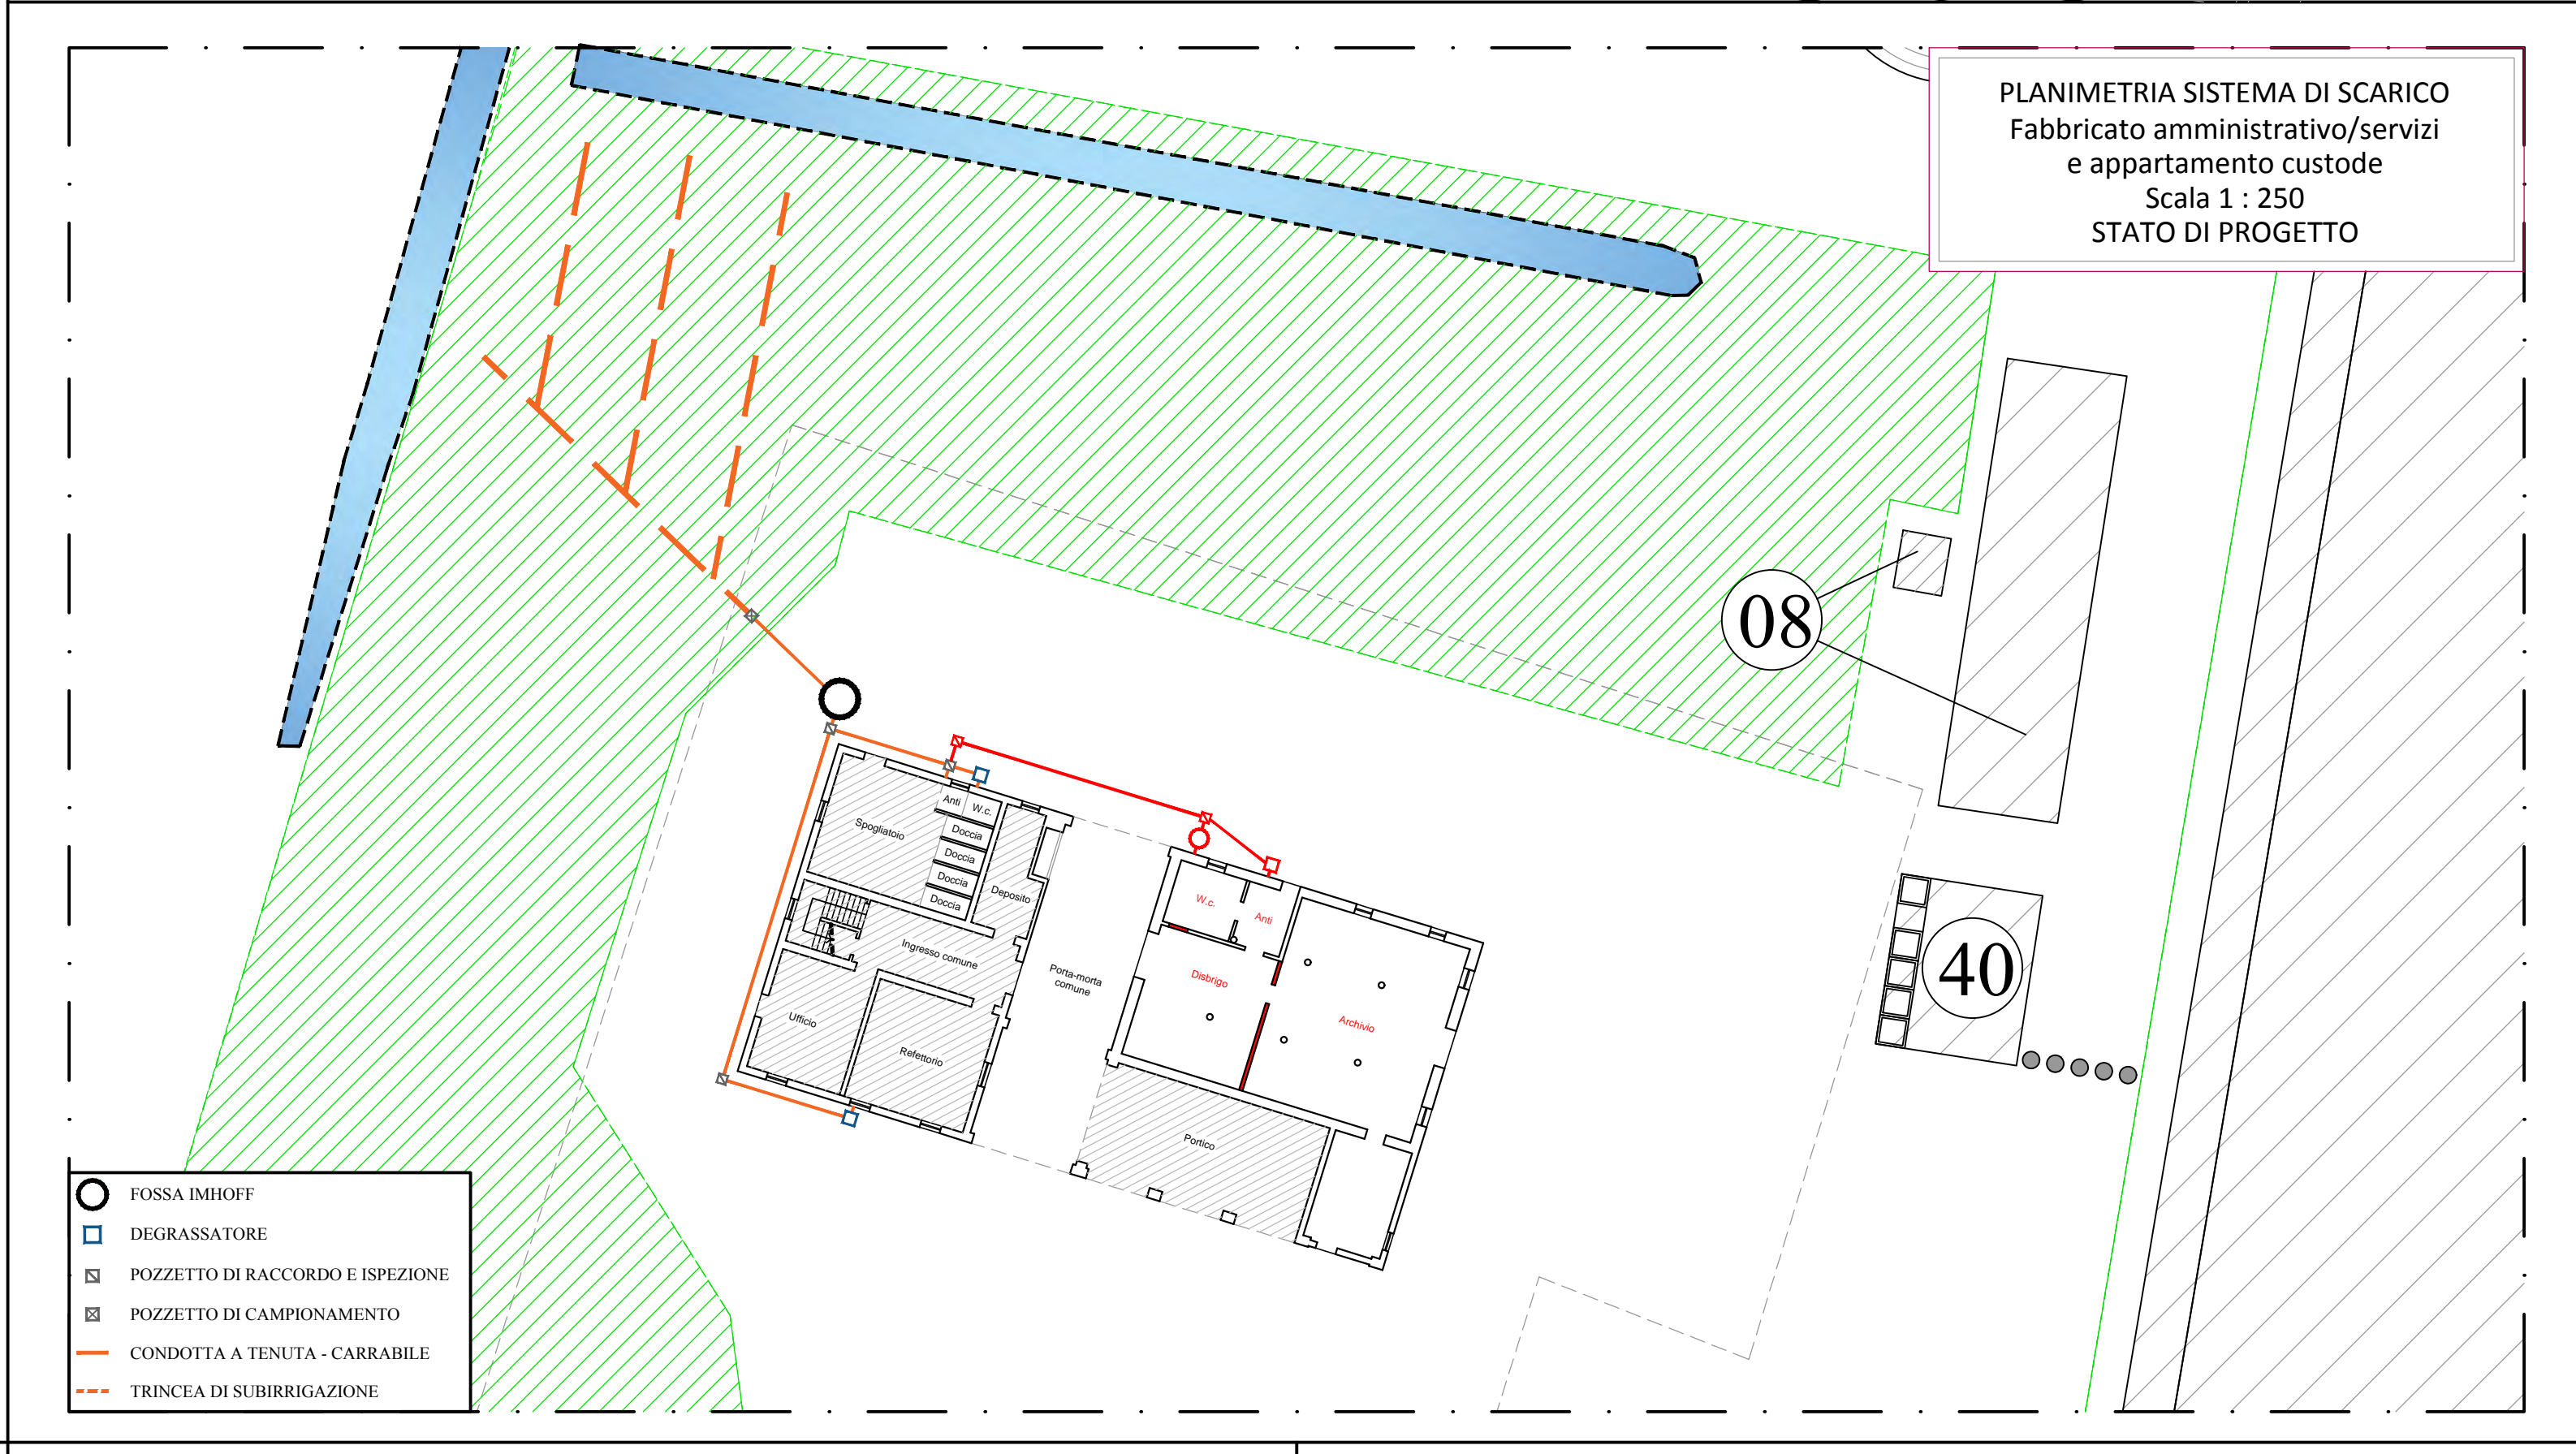 PLANIMETRIA SISTEMA DI SCARICO
Fabbricato amministrativo/servizi
e appartamento custode
Scala 1 : 250
STATO DI PROGETTO
08
40
Anti
W.c.
Spogliatoio
Doccia
Doccia
Doccia
Doccia
Deposito
Ingresso comune
Ufficio
Refettorio
Porta-morta
comune
W.c.
Anti
Disbrigo
Archivio
Portico
FOSSA IMHOFF
DEGRASSATORE
POZZETTO DI RACCORDO E ISPEZIONE
POZZETTO DI CAMPIONAMENTO
CONDOTTA A TENUTA - CARRABILE
TRINCEA DI SUBIRRIGAZIONE